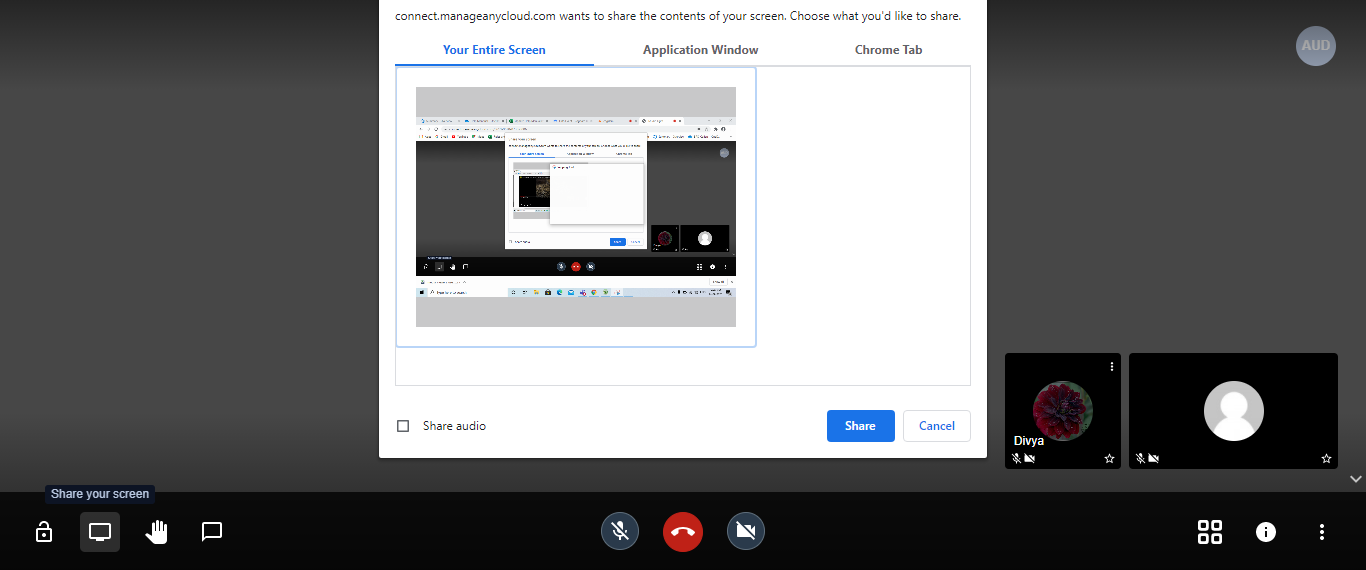 connect.manageanycloud.com wants to share the contents of your screen. Choose what you'd like to share.
Your Entire Screen Application Window Chrome Tab
AUD
Share audio Share Cancel
Divya
Share your screen